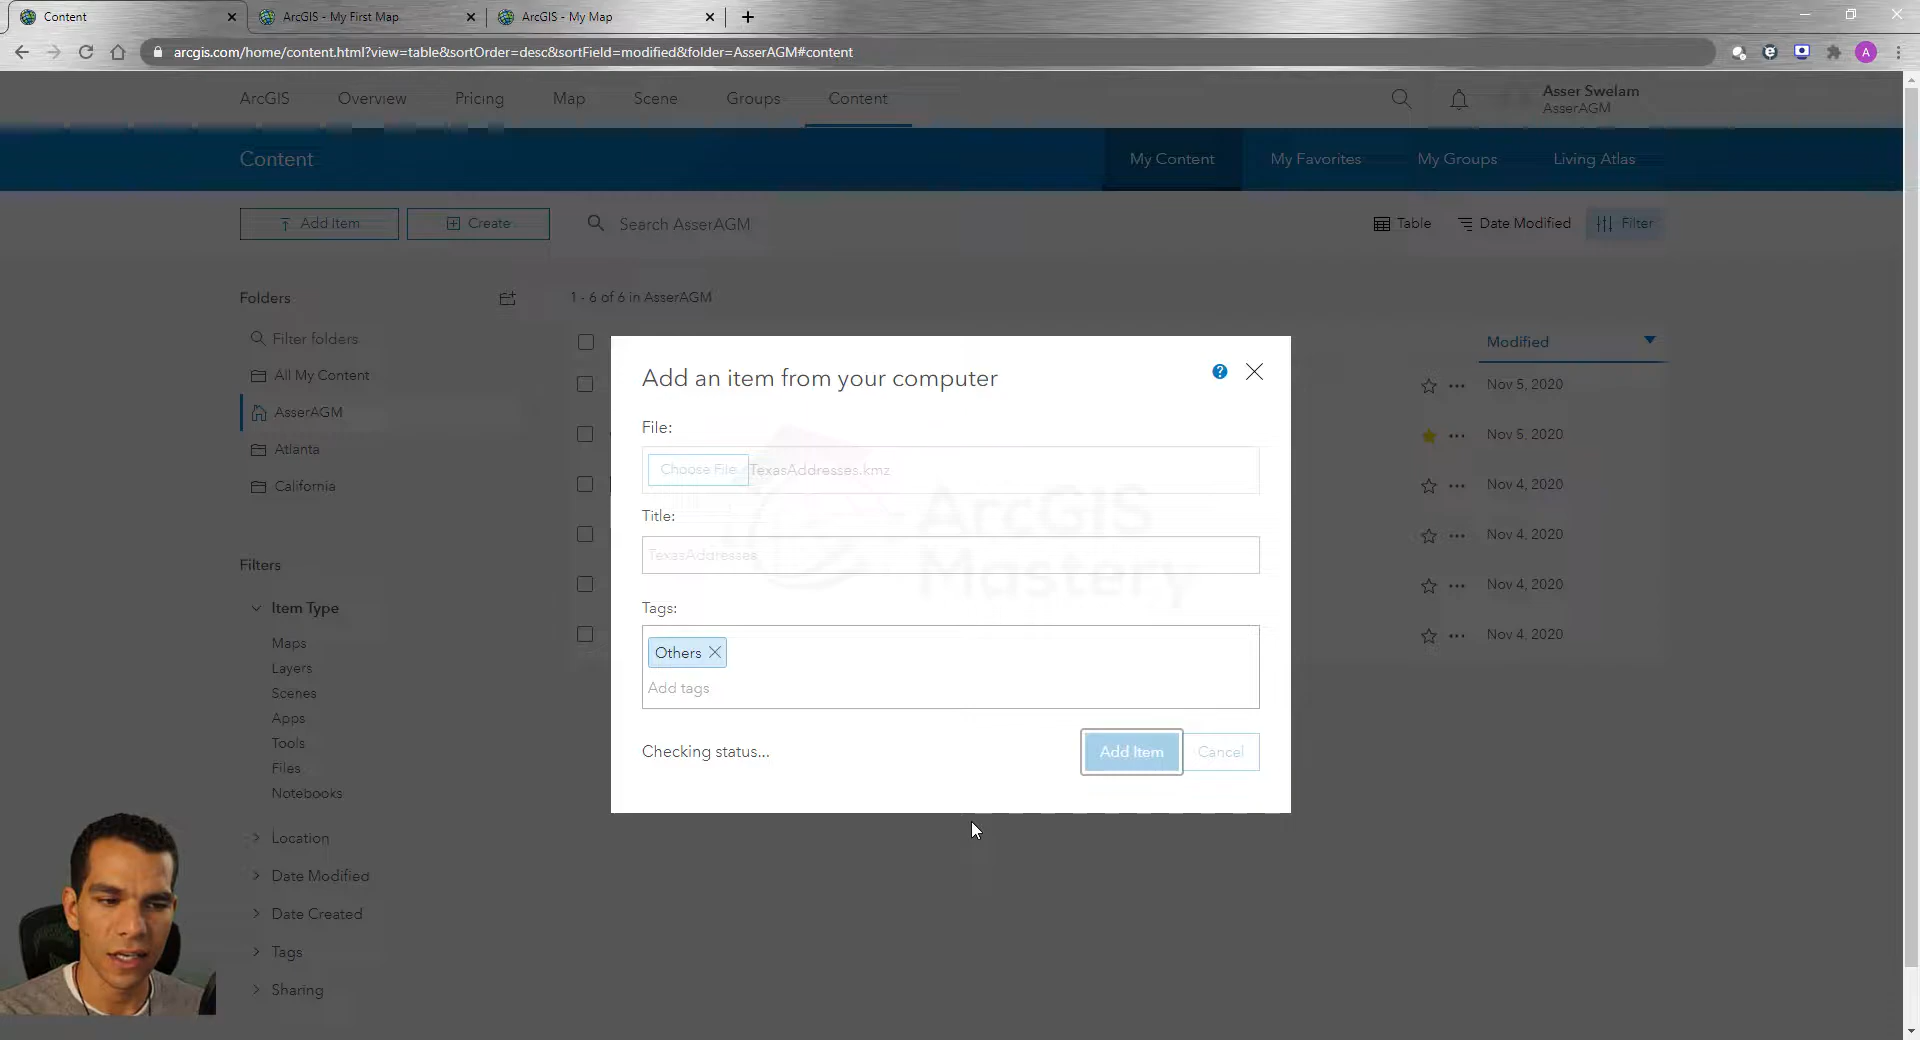 Content
ArcGIS - My First Map
ArcGIS - My Map
arcgis.com/home/content.html?view=table&sortOrder=desc&sortField=modified&folder=AsserAGM#content
A
ArcGIS Overview Pricing Map Scene Groups Content
Asser Swelam
AsserAGM
Content
My Content My Favorites My Groups Living Atlas
Add Item
Create
Search AsserAGM
Table
Date Modified
Filter
Folders
1 - 6 of 6 in AsserAGM
Filter folders
All My Content
AsserAGM
Atlanta
California
Filters
Item Type
Maps
Layers
Scenes
Apps
Tools
Files
Notebooks
Location
Date Modified
Date Created
Tags
Sharing
Modified
Nov 5, 2020
Nov 5, 2020
Nov 4, 2020
Nov 4, 2020
Nov 4, 2020
Nov 4, 2020
Add an item from your computer
?
File:
Choose File TexasAddresses.kmz
Title:
TexasAddresses
Tags:
Others
Add tags
Checking status...
Add Item
Cancel
ArcGIS
Mastery